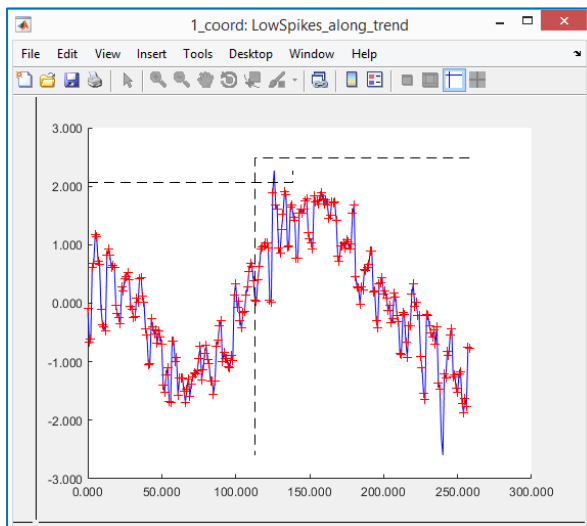 1_coord: LowSpikes_along_trend
File Edit View Insert Tools Desktop Window Help
3.000
2.000
1.000
0.000
-1.000
-2.000
-3.000
0.000 50.000 100.000 150.000 200.000 250.000 300.000